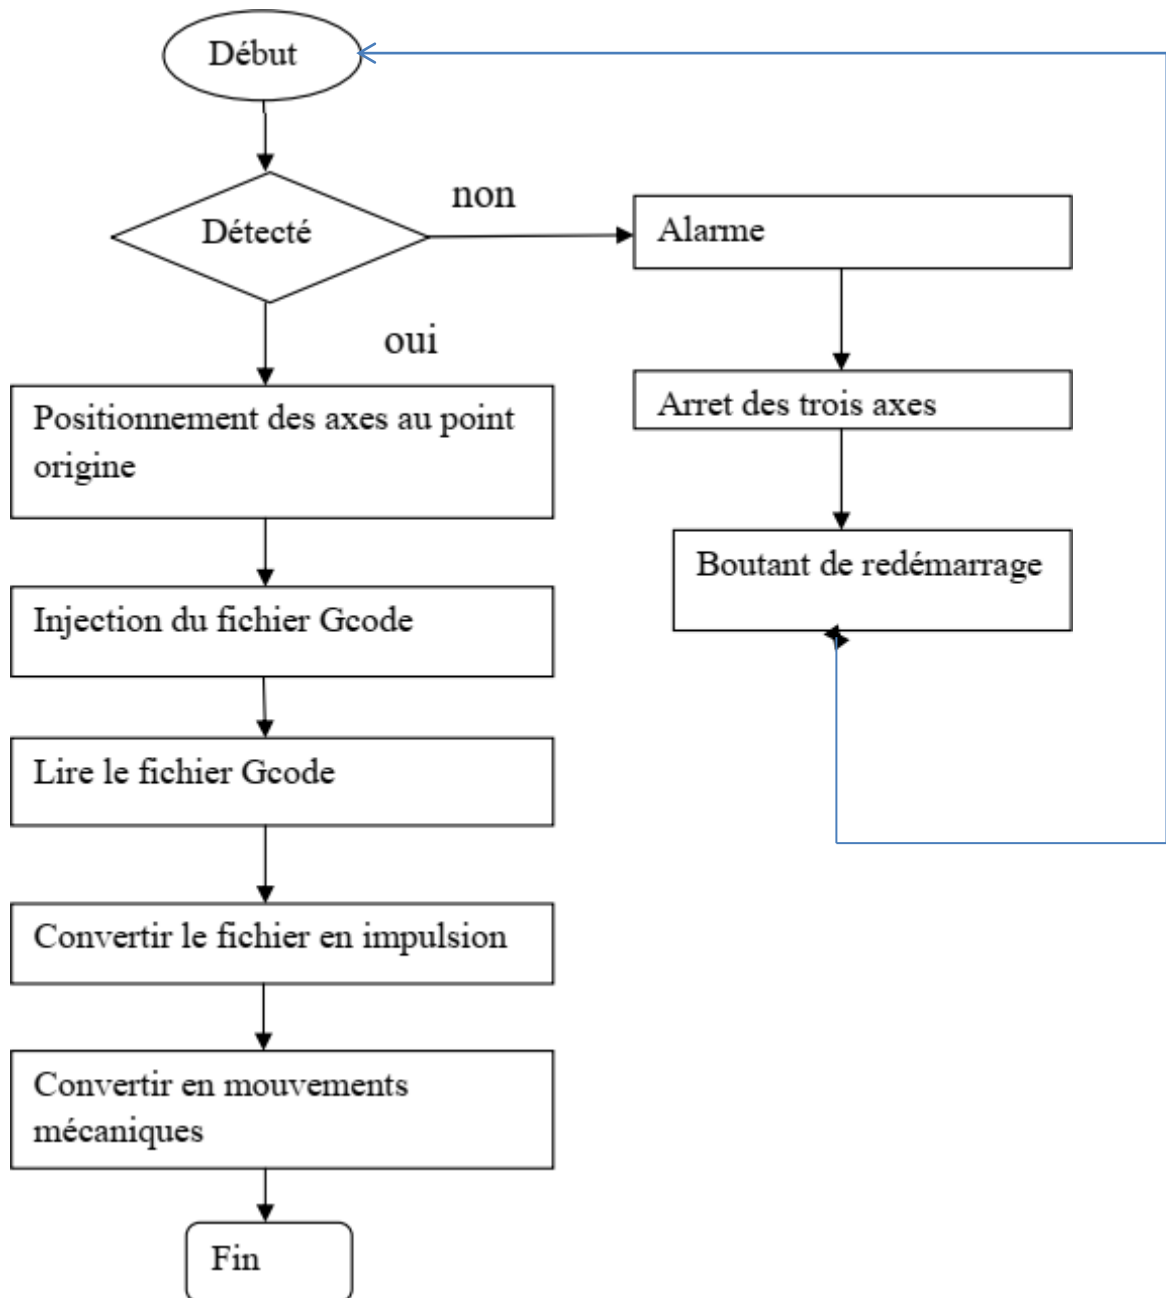 Début
Détecté
non
Alarme
oui
Arret des trois axes
Positionnement des axes au point
origine
Boutant de redémarrage
Injection du fichier Gcode
Lire le fichier Gcode
Convertir le fichier en impulsion
Convertir en mouvements
mécaniques
Fin